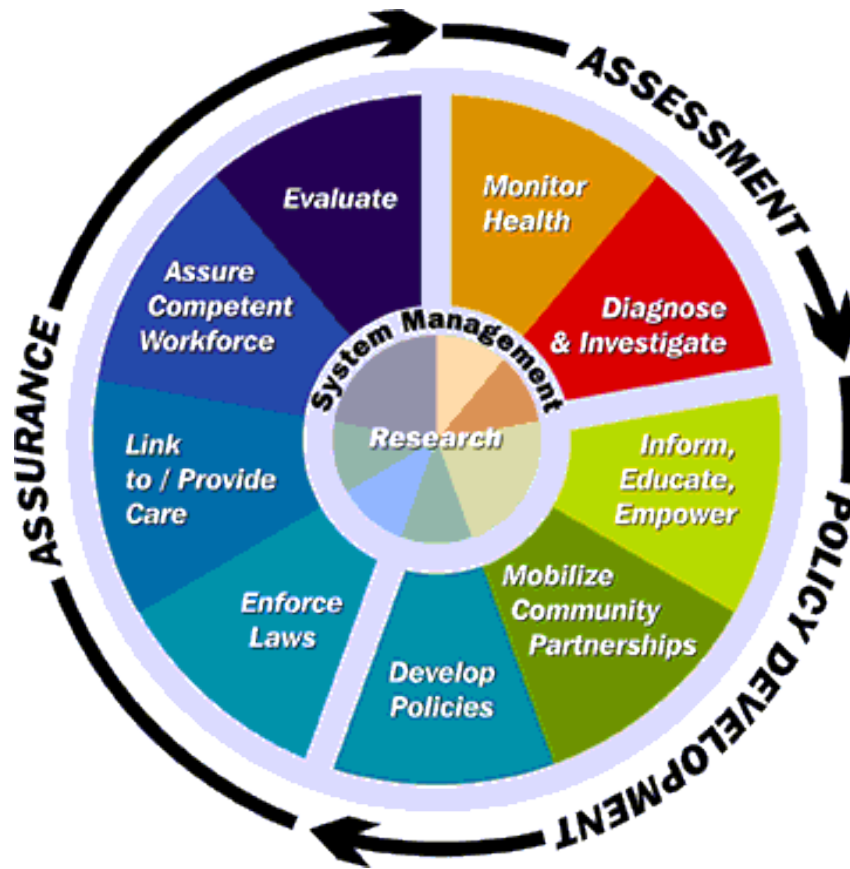 ASSESSMENT
Monitor
Health
Diagnose
& Investigate
Inform,
Educate,
Empower
POLICY DEVELOPMENT
Mobilize
Community
Partnerships
Develop
Policies
Enforce
Laws
ASSURANCE
Link
to / Provide
Care
Assure
Competent
Workforce
Evaluate
System Management
Research